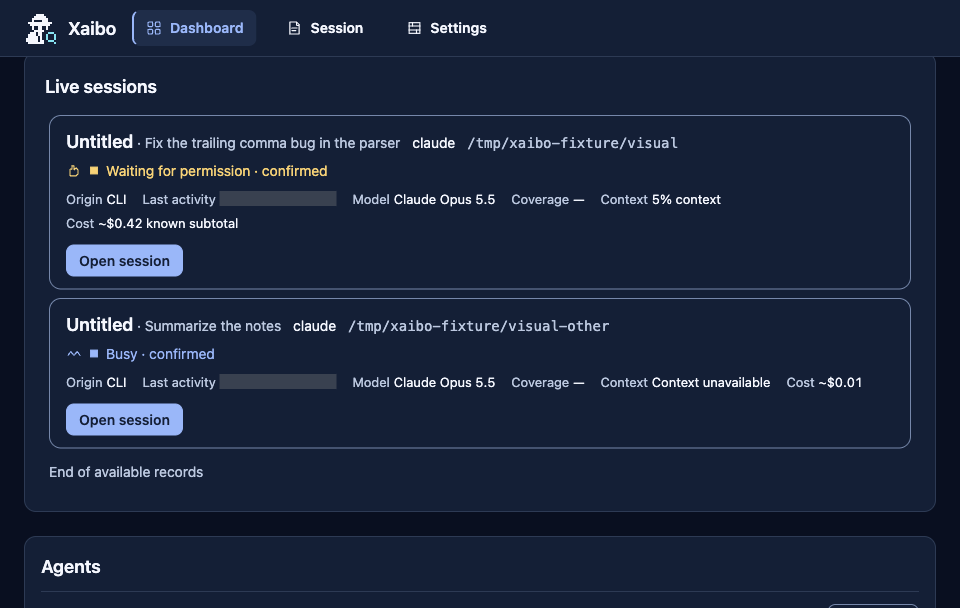 Xaibo Dashboard Session Settings
Live sessions
Untitled · Fix the trailing comma bug in the parser claude /tmp/xaibo-fixture/visual
Waiting for permission · confirmed
Origin CLI Last activity Model Claude Opus 5.5 Coverage — Context 5% context
Cost ~$0.42 known subtotal
Open session
Untitled · Summarize the notes claude /tmp/xaibo-fixture/visual-other
Busy · confirmed
Origin CLI Last activity Model Claude Opus 5.5 Coverage — Context Context unavailable Cost ~$0.01
Open session
End of available records
Agents